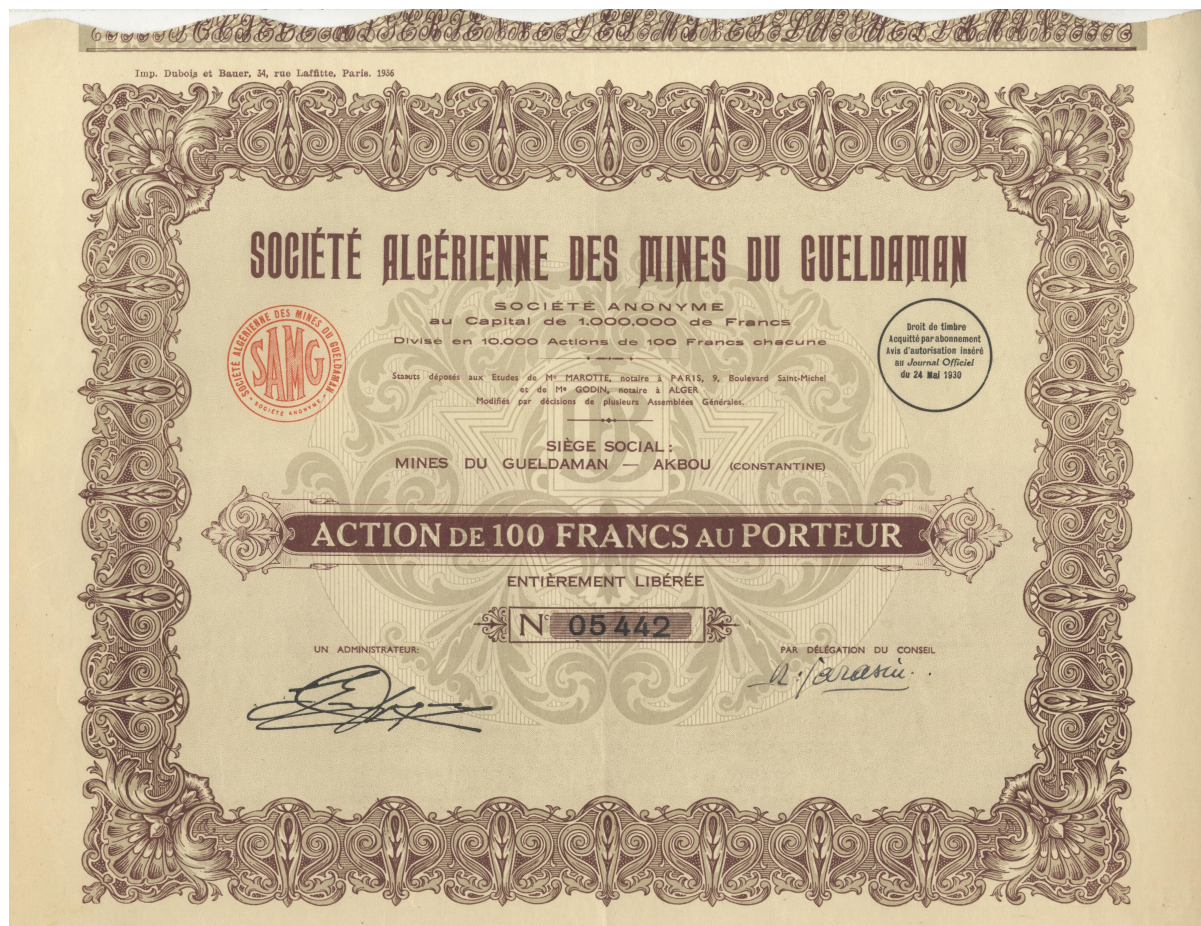 Imp. Dubois et Bauer, 34, rue Laffitte, Paris. 1936
SOCIÉTÉ ALGÉRIENNE DES MINES DU GUELDAMAN
SOCIÉTÉ ANONYME
au Capital de 1.000,000 de Francs
Divisé en 10.000 Actions de 100 Francs chacune
SOCIÉTÉ ALGÉRIENNE DES MINES DU GUELDAMAN
SAMG
SOCIÉTÉ ANONYME
Droit de timbre
Acquitté par abonnement
Avis d'autorisation inséré
au Journal Officiel
du 24 Mai 1930
Statuts déposés aux Etudes de Me MAROTTE, notaire à PARIS, 9, Boulevard Saint-Michel
et de Me GODIN, notaire à ALGER
Modifiés par décisions de plusieurs Assemblées Générales.
SIÈGE SOCIAL :
MINES DU GUELDAMAN — AKBOU (CONSTANTINE)
ACTION DE 100 FRANCS AU PORTEUR
ENTIÈREMENT LIBÉRÉE
N° 05442
UN ADMINISTRATEUR:
PAR DÉLÉGATION DU CONSEIL